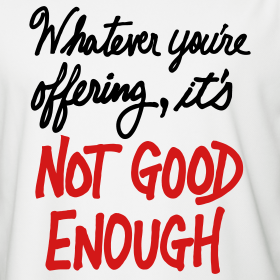 Whatever you're
offering, it's
NOT GOOD
ENOUGH